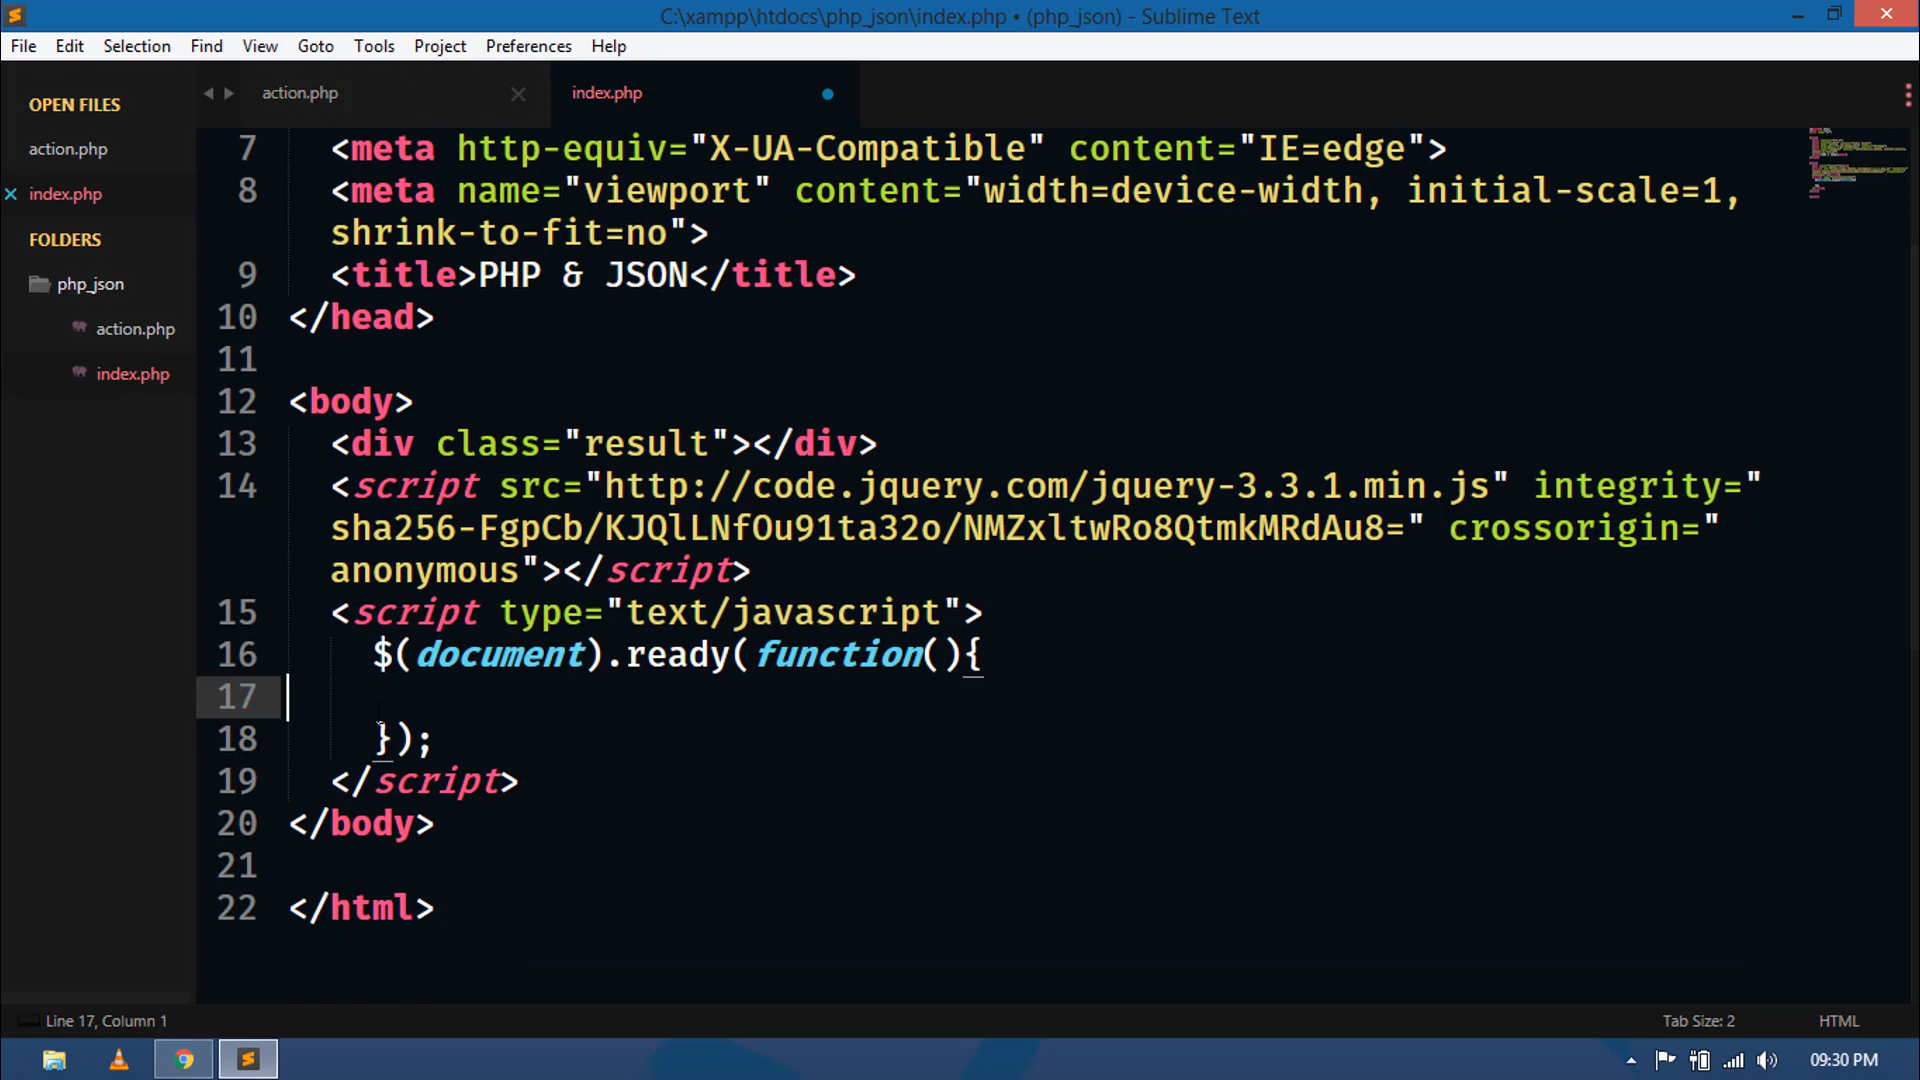 C:\xampp\htdocs\php_json\index.php • (php_json) - Sublime Text
File Edit Selection Find View Goto Tools Project Preferences Help
OPEN FILES
action.php
index.php
FOLDERS
php_json
action.php
index.php
action.php index.php
7 <meta http-equiv="X-UA-Compatible" content="IE=edge">
8 <meta name="viewport" content="width=device-width, initial-scale=1,
shrink-to-fit=no">
9 <title>PHP & JSON</title>
10 </head>
11
12 <body>
13 <div class="result"></div>
14 <script src="http://code.jquery.com/jquery-3.3.1.min.js" integrity="
sha256-FgpCb/KJQlLNfOu91ta32o/NMZxltwRo8QtmkMRdAu8=" crossorigin="
anonymous"></script>
15 <script type="text/javascript">
16 $(document).ready(function(){
17
18 });
19 </script>
20 </body>
21
22 </html>
Line 17, Column 1 Tab Size: 2 HTML
09:30 PM